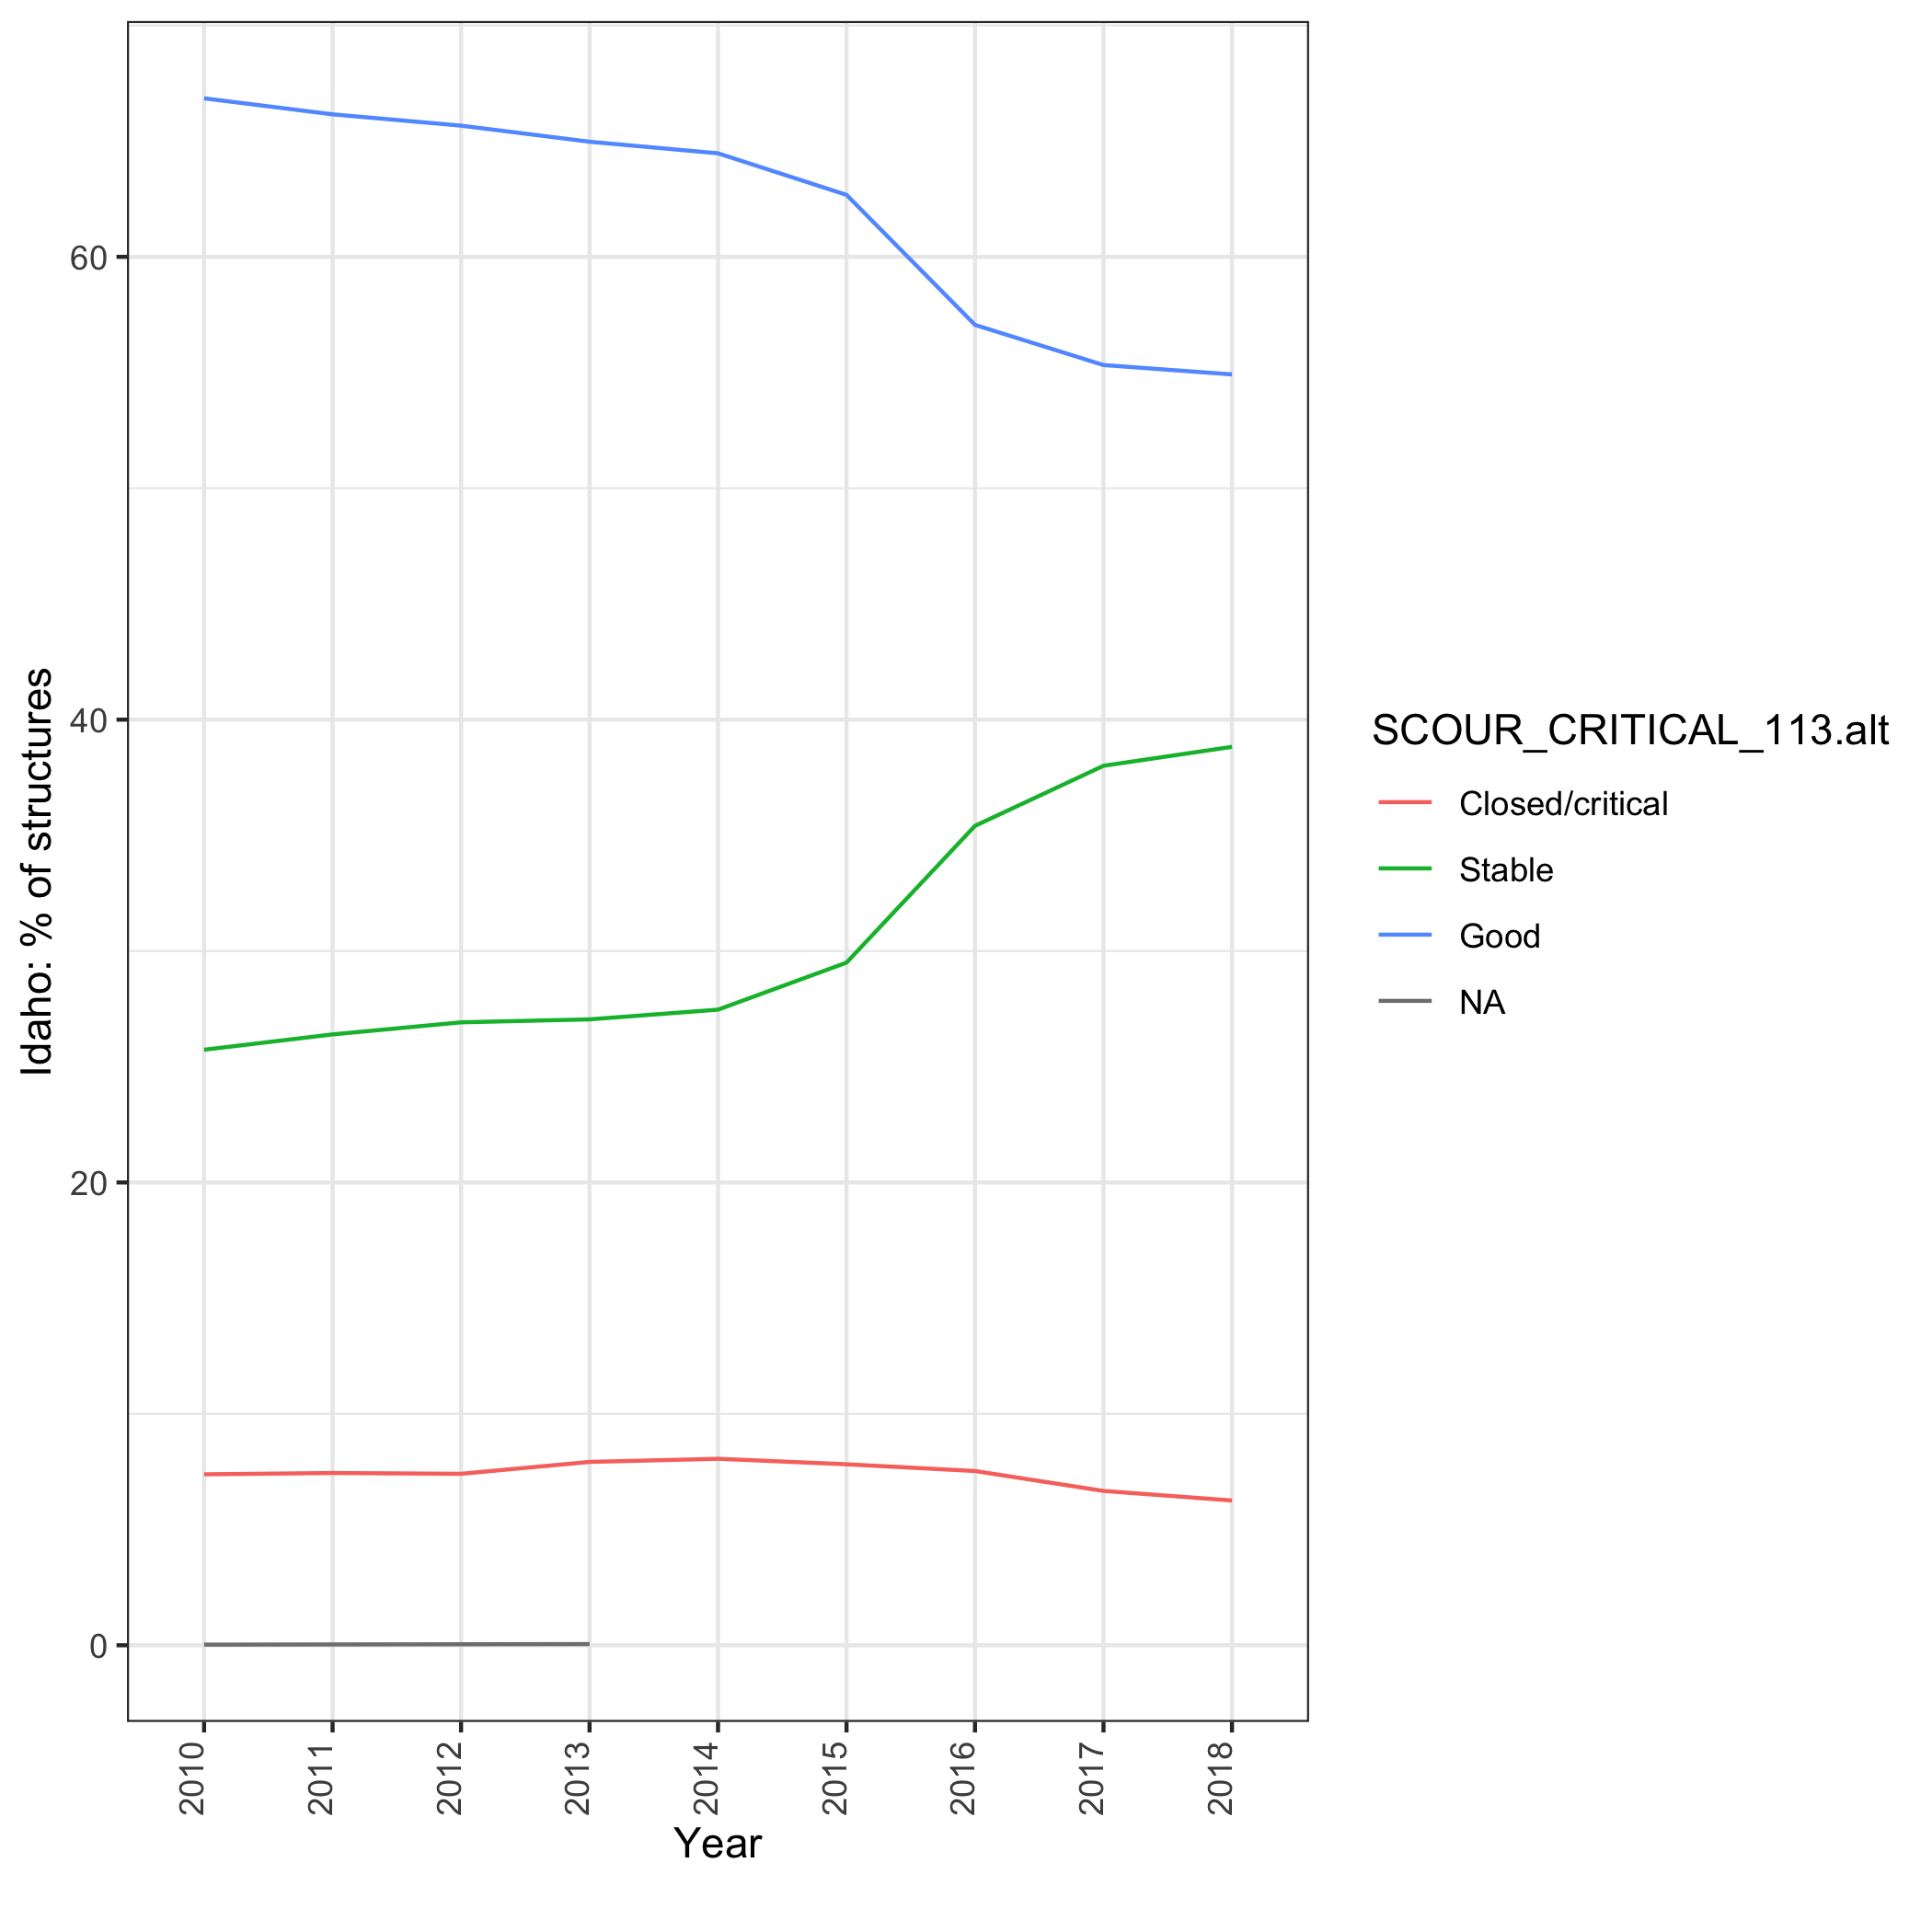 Idaho: % of structures
60
40
20
0
2010
2011
2012
2013
2014
2015
2016
2017
2018
Year
SCOUR_CRITICAL_113.alt
Closed/critical
Stable
Good
NA